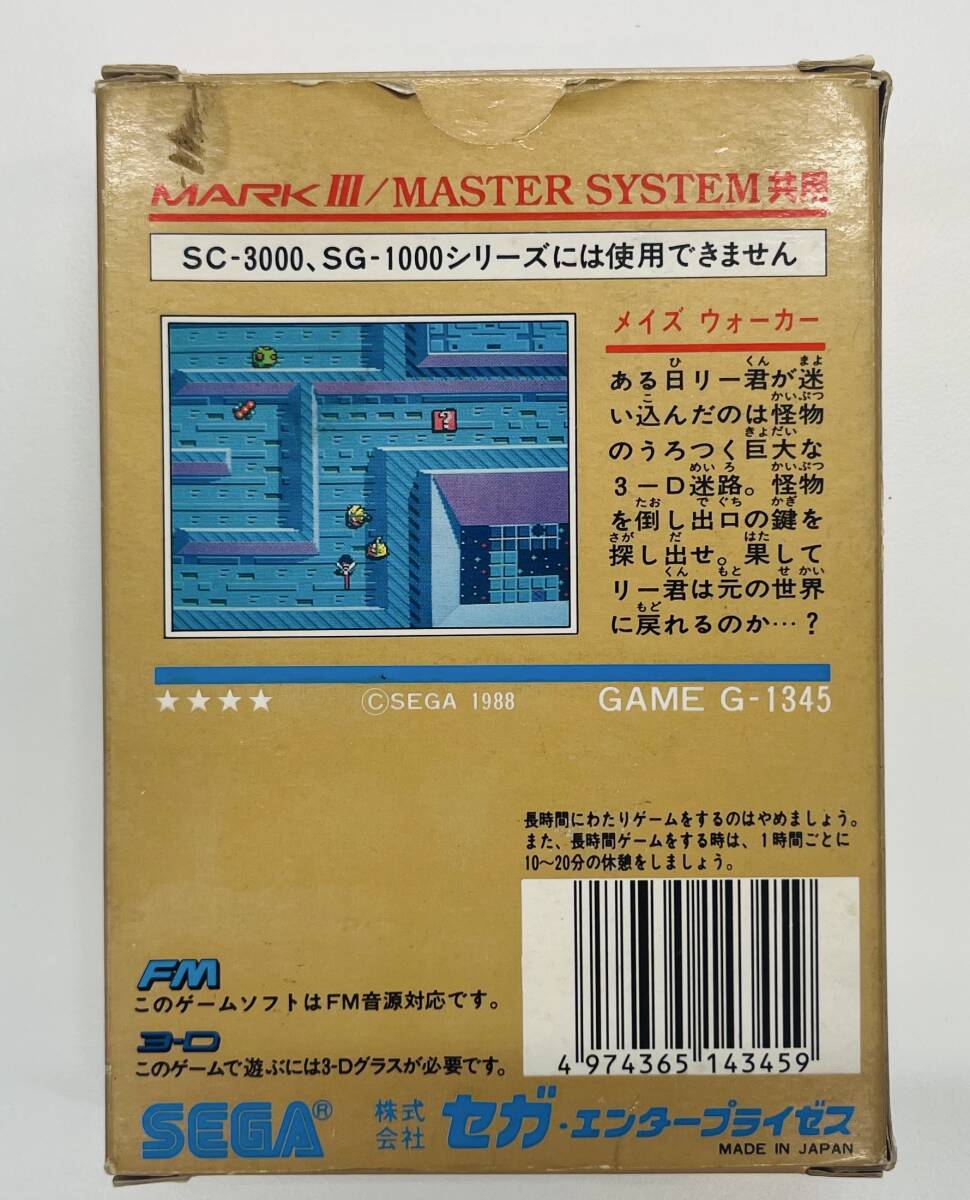 MARK III/MASTER SYSTEM共用
SC-3000、SG-1000シリーズには使用できません
メイズ ウォーカー
ある日リー君が迷
い込んだのは怪物
のうろつく巨大な
3-D迷路。怪物
を倒し出口の鍵を
探し出せ。果して
リー君は元の世界
に戻れるのか…?
★★★★ ©SEGA 1988 GAME G-1345
長時間にわたりゲームをするのはやめましょう。
また、長時間ゲームをする時は、1時間ごとに
10〜20分の休憩をしましょう。
FM
このゲームソフトはFM音源対応です。
3-D
このゲームで遊ぶには3-Dグラスが必要です。
4 974365 143459
SEGA® 株式会社 セガ・エンタープライゼス
MADE IN JAPAN